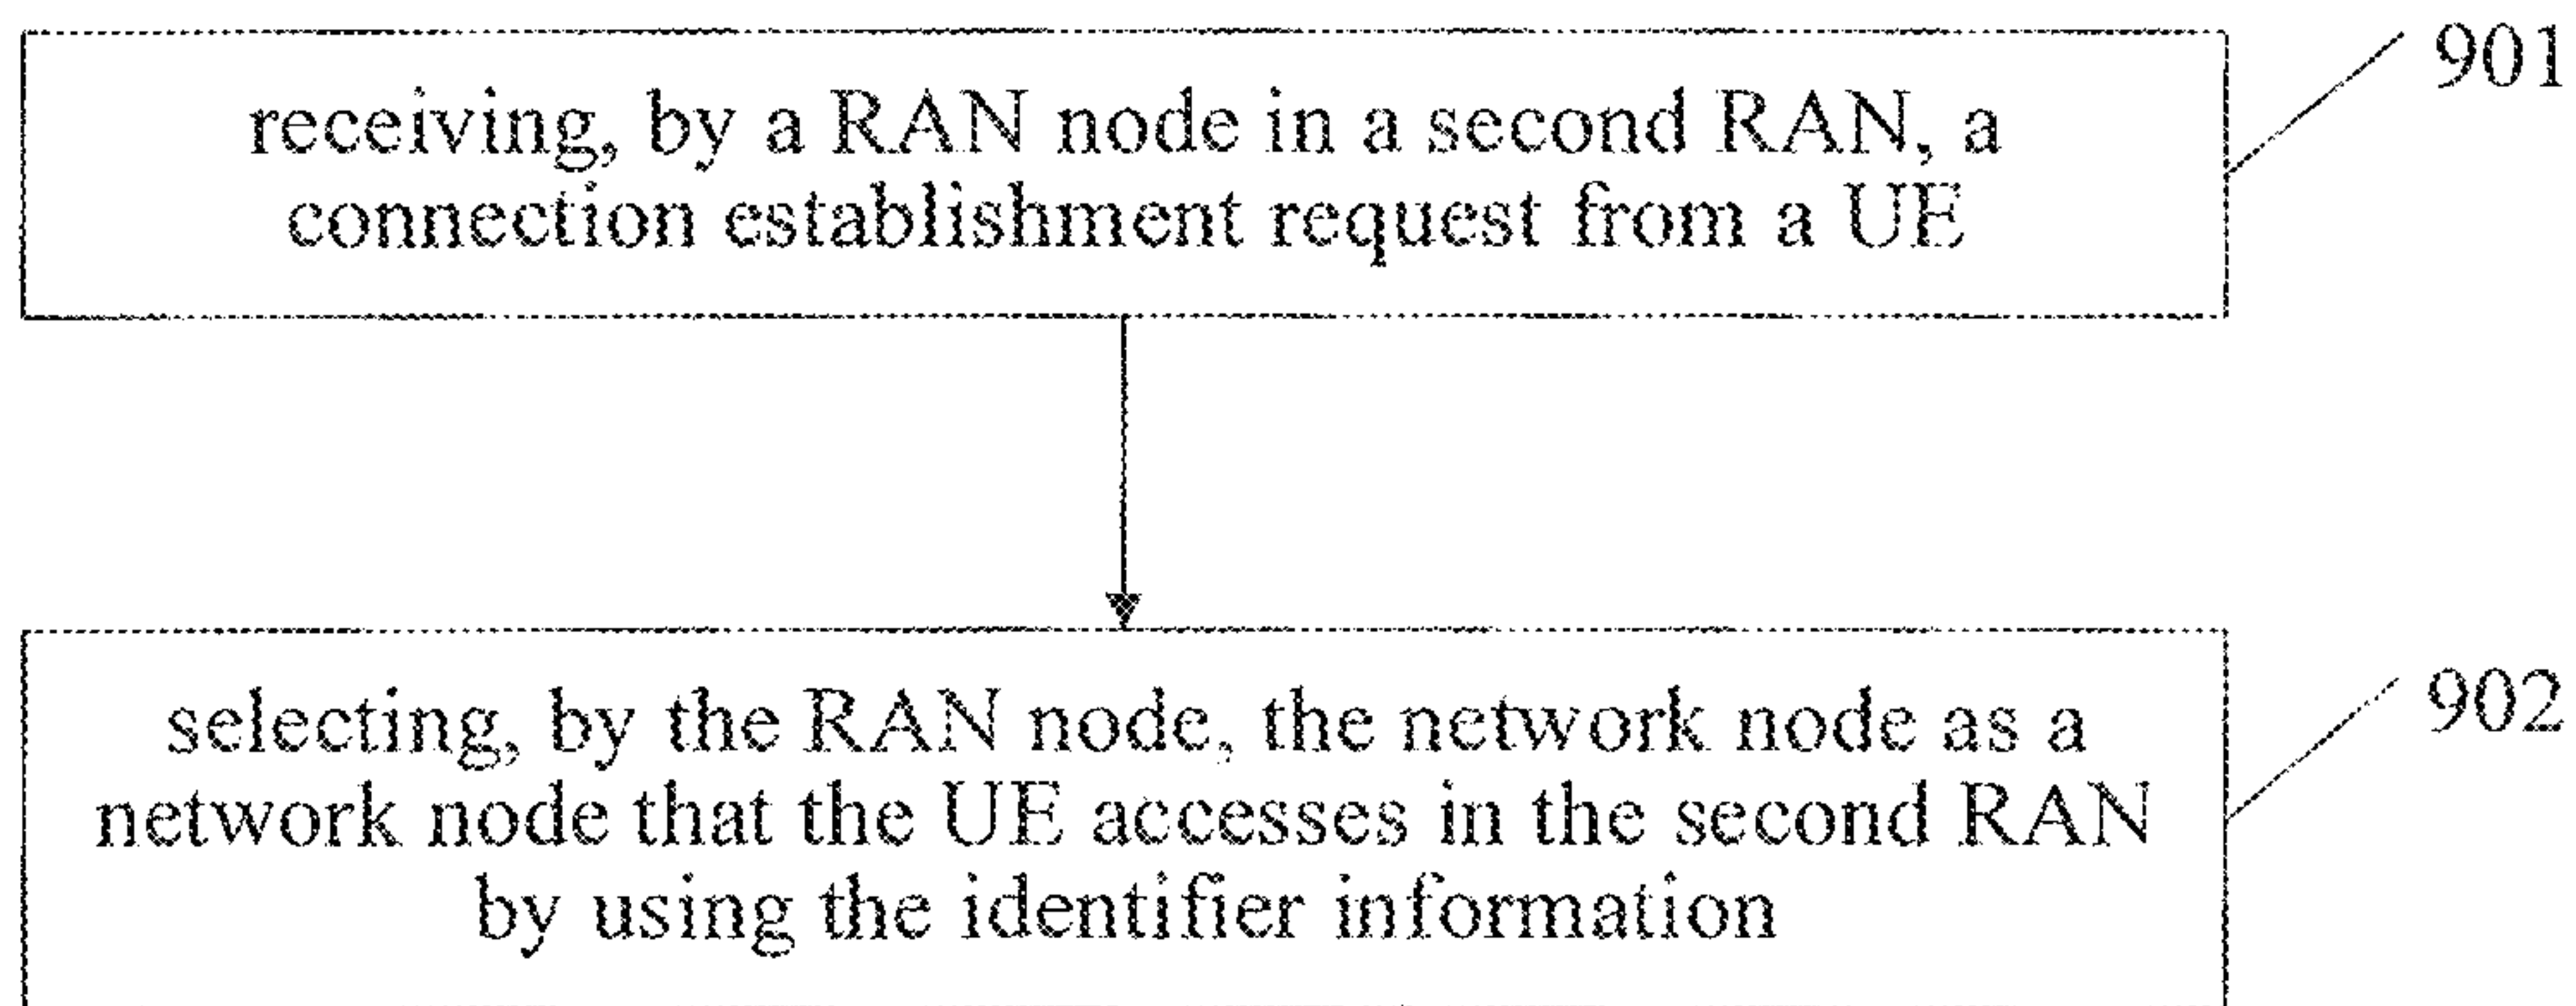 receiving, by a RAN node in a second RAN, a
connection establishment request from a UE
901
selecting, by the RAN node, the network node as a
network node that the UE accesses in the second RAN
by using the identifier information
902